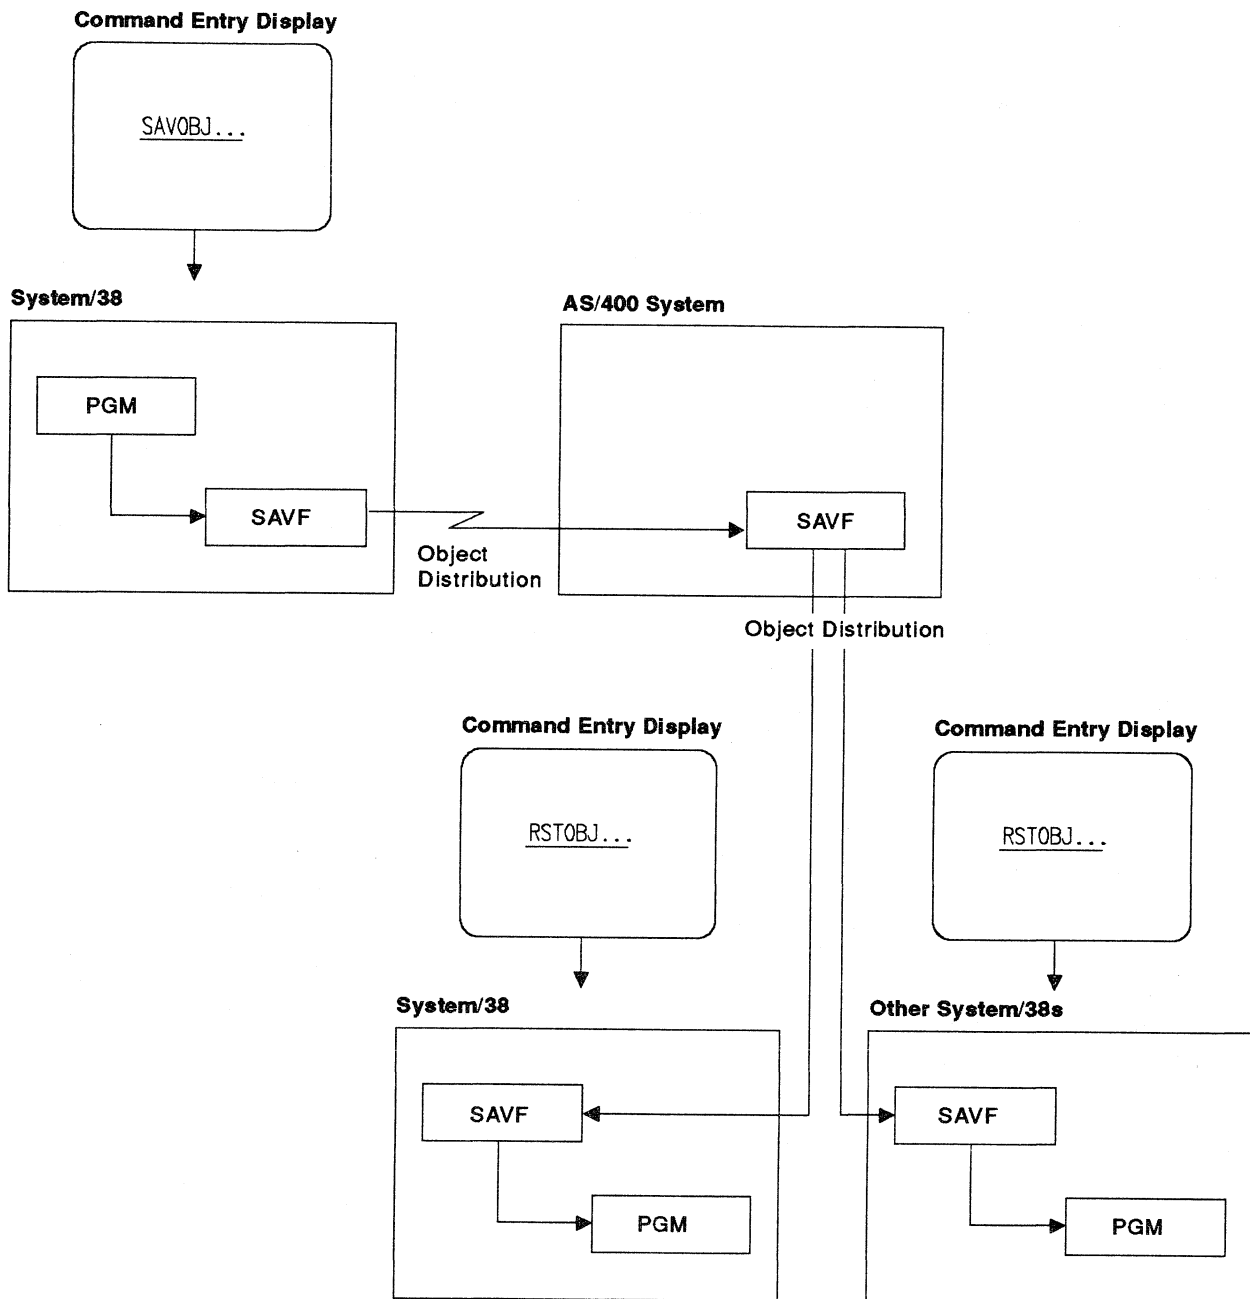 Command Entry Display
SAVOBJ...
System/38
AS/400 System
PGM
SAVF
SAVF
Object
Distribution
Object Distribution
Command Entry Display
Command Entry Display
RSTOBJ...
RSTOBJ...
System/38
Other System/38s
SAVF
SAVF
PGM
PGM